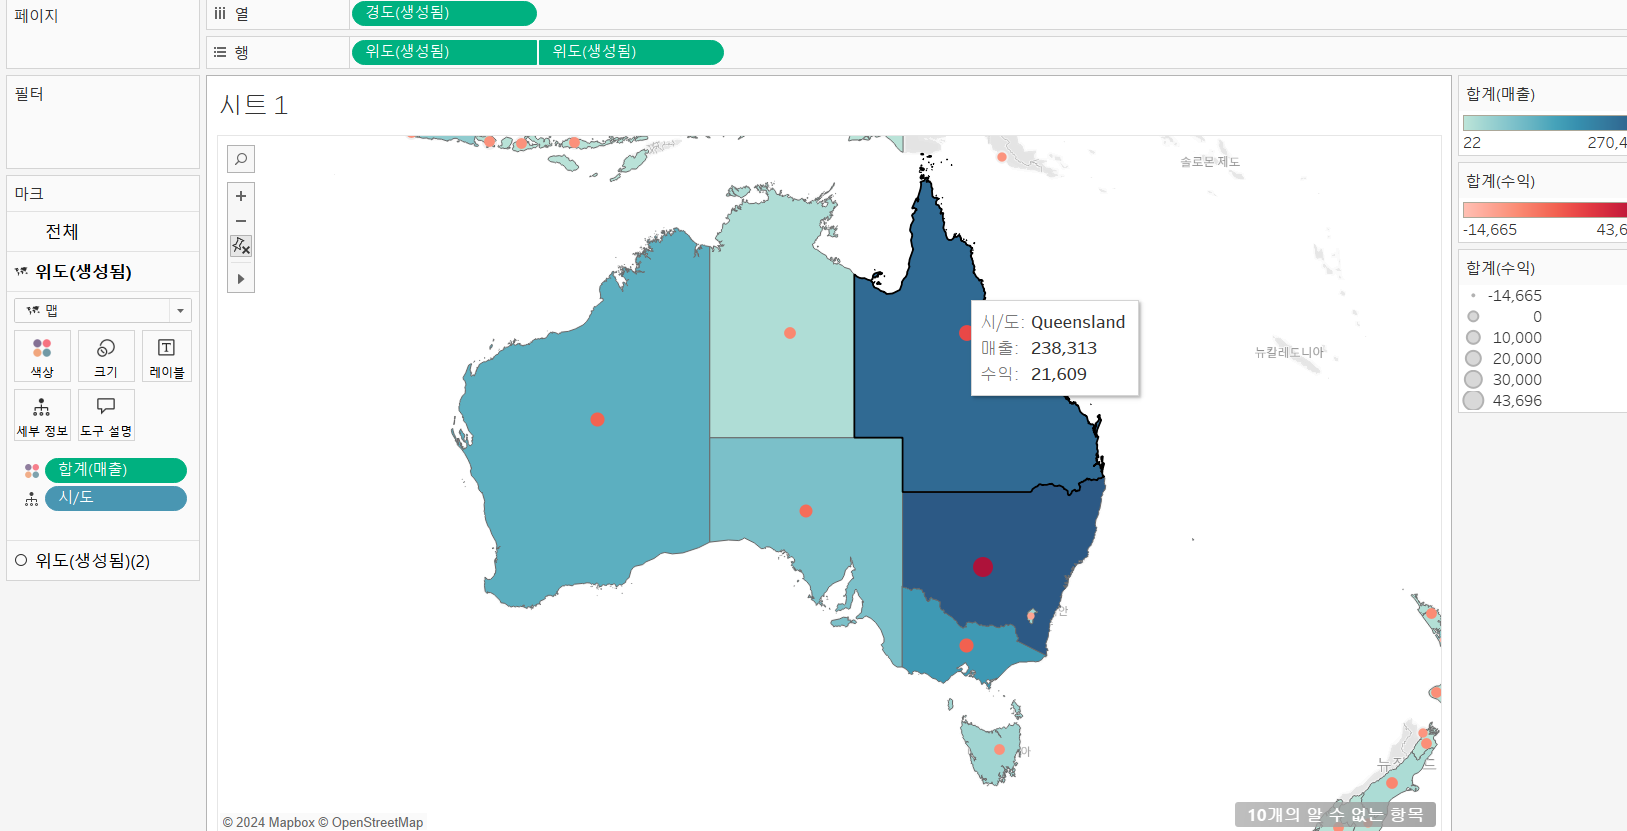 페이지
열
경도(생성됨)
행
위도(생성됨) 위도(생성됨)
필터
마크
전체
위도(생성됨)
맵
색상 크기 레이블
세부 정보 도구 설명
합계(매출)
시/도
위도(생성됨)(2)
시트 1
솔로몬 제도
뉴칼레도니아
시/도: Queensland
매출: 238,313
수익: 21,609
안
아
10개의 알 수 없는 항목
© 2024 Mapbox © OpenStreetMap
합계(매출)
22 270,4
합계(수익)
-14,665 43,6
합계(수익)
-14,665
0
10,000
20,000
30,000
43,696